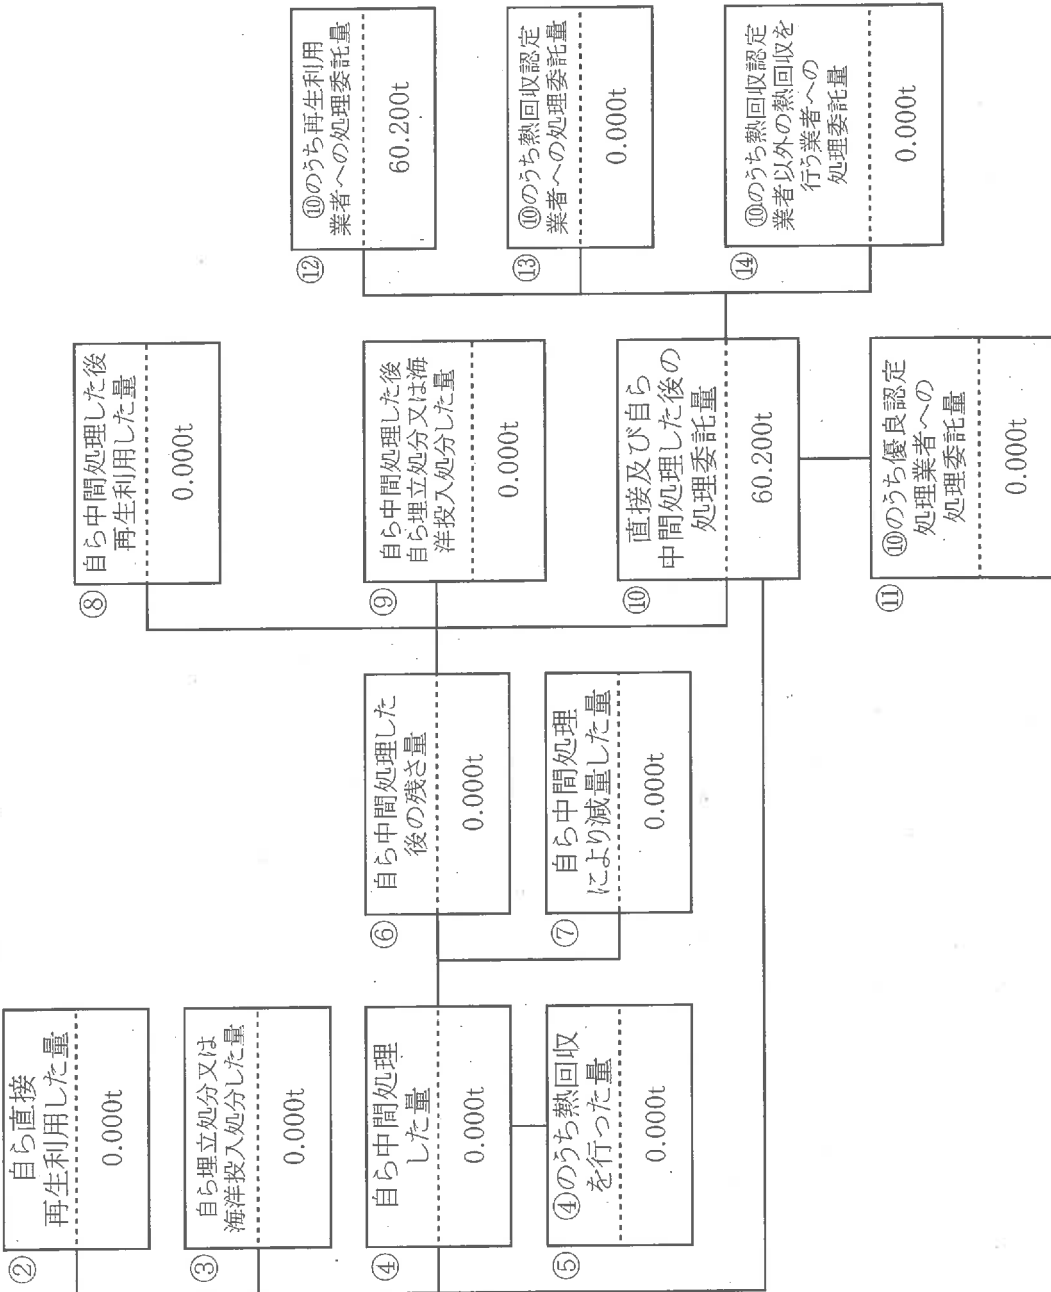 ②
自ら直接
再生利用した量
0.000t
③
自ら埋立処分又は
海洋投入処分した量
0.000t
④
自ら中間処理
した量
0.000t
⑤
④のうち熱回収
を行った量
0.000t
⑥
自ら中間処理した
後の残さ量
0.000t
⑦
自ら中間処理
により減量した量
0.000t
⑧
自ら中間処理した後
再生利用した量
0.000t
⑨
自ら中間処理した後
自ら埋立処分又は海
洋投入処分した量
0.000t
⑩
直接及び自ら
中間処理した後の
処理委託量
60.200t
⑪
⑩のうち優良認定
処理業者への
処理委託量
0.000t
⑫
⑩のうち再生利用
業者への処理委託量
60.200t
⑬
⑩のうち熱回収認定
業者への処理委託量
0.000t
⑭
⑩のうち熱回収認定
業者以外の熱回収を
行う業者への
処理委託量
0.000t